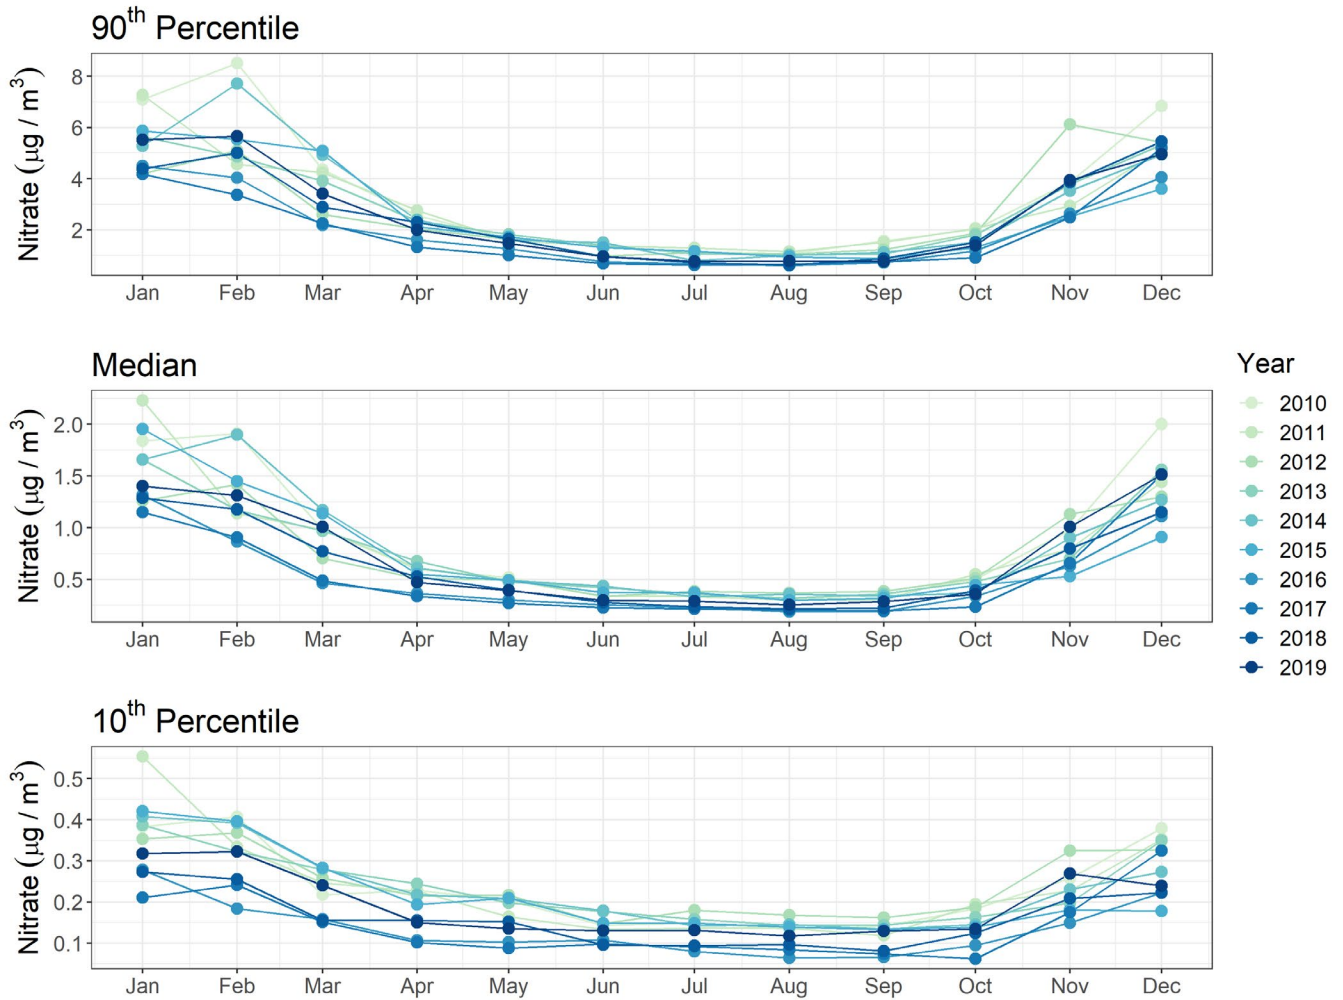 90th Percentile
Nitrate (μg / m³)
8
6
4
2
Jan Feb Mar Apr May Jun Jul Aug Sep Oct Nov Dec
Median
Nitrate (μg / m³)
2.0
1.5
1.0
0.5
Jan Feb Mar Apr May Jun Jul Aug Sep Oct Nov Dec
Year
2010
2011
2012
2013
2014
2015
2016
2017
2018
2019
10th Percentile
Nitrate (μg / m³)
0.5
0.4
0.3
0.2
0.1
Jan Feb Mar Apr May Jun Jul Aug Sep Oct Nov Dec